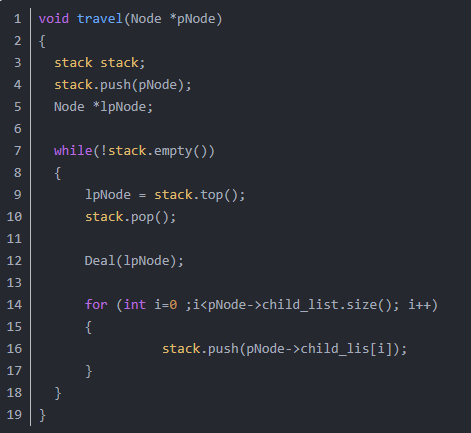 1 void travel(Node *pNode)
2 {
3   stack stack;
4   stack.push(pNode);
5   Node *lpNode;
6
7   while(!stack.empty())
8   {
9       lpNode = stack.top();
10       stack.pop();
11
12       Deal(lpNode);
13
14       for (int i=0 ;i<pNode->child_list.size(); i++)
15       {
16                 stack.push(pNode->child_lis[i]);
17       }
18   }
19 }